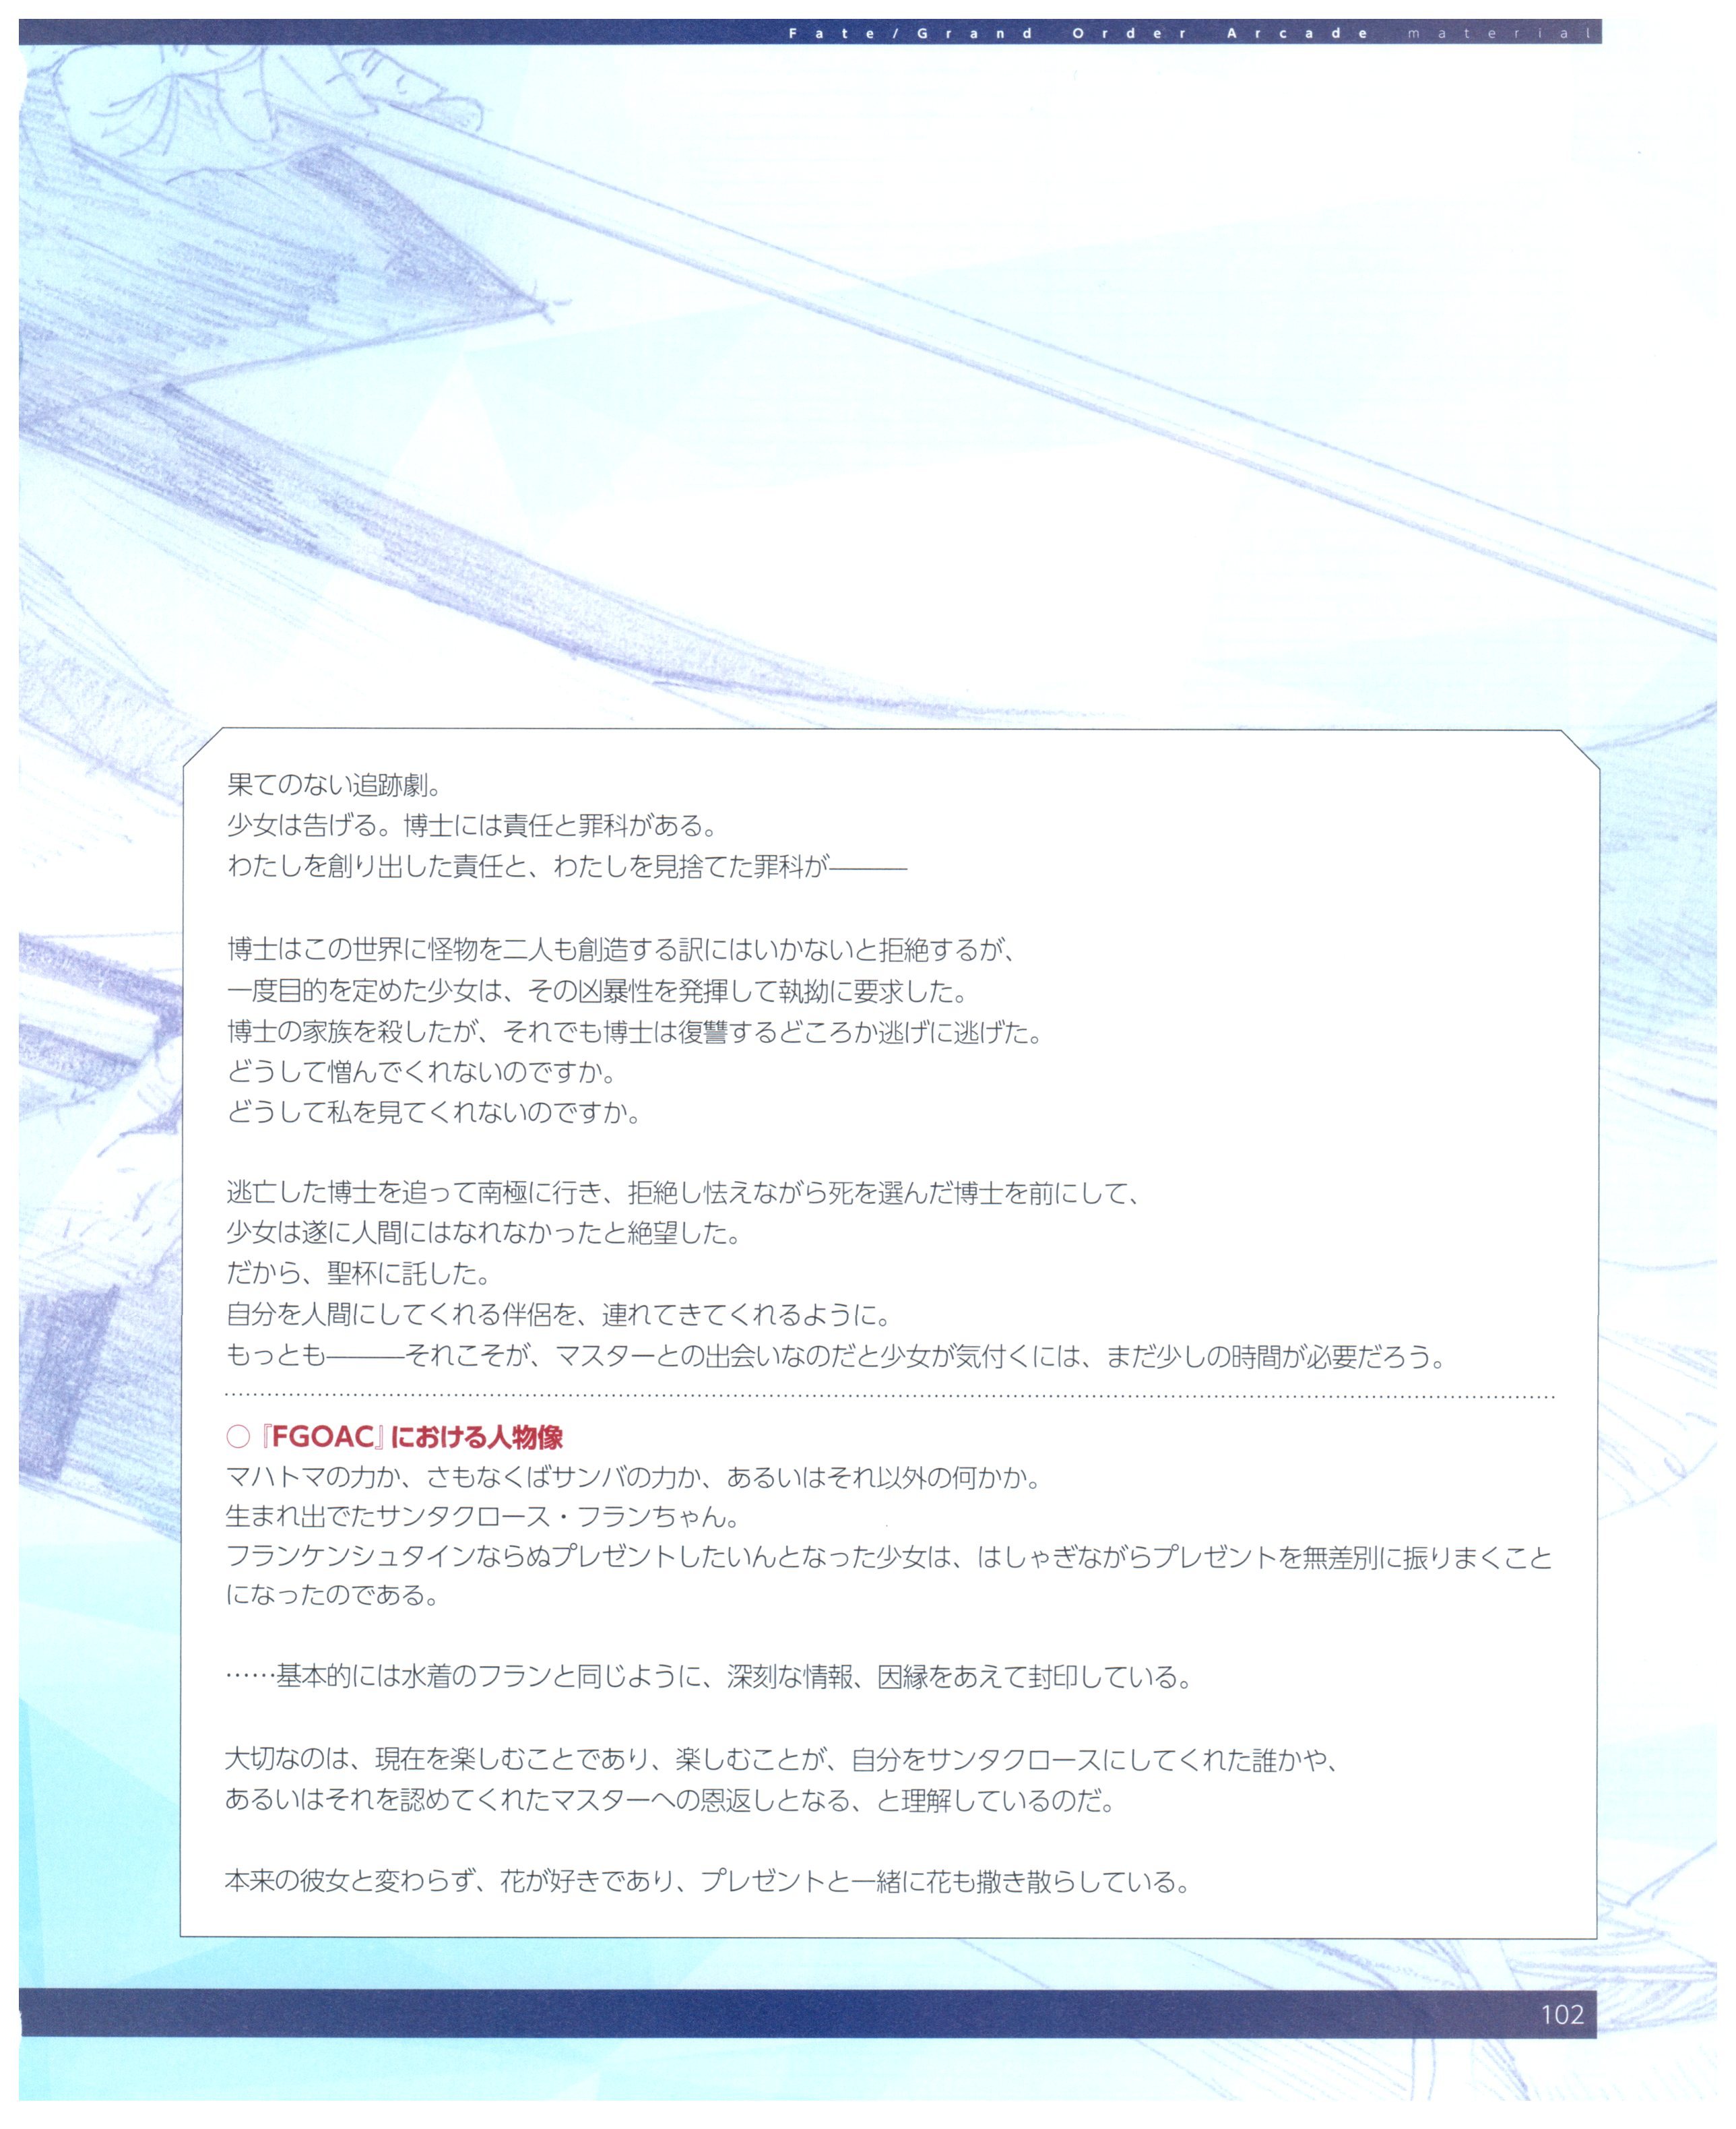 Fate/Grand Order Arcade material
果てのない追跡劇。
少女は告げる。博士には責任と罪科がある。
わたしを創り出した責任と、わたしを見捨てた罪科が―――
博士はこの世界に怪物を二人も創造する訳にはいかないと拒絶するが、
一度目的を定めた少女は、その凶暴性を発揮して執拗に要求した。
博士の家族を殺したが、それでも博士は復讐するどころか逃げに逃げた。
どうして憎んでくれないのですか。
どうして私を見てくれないのですか。
逃亡した博士を追って南極に行き、拒絶し怯えながら死を選んだ博士を前にして、
少女は遂に人間にはなれなかったと絶望した。
だから、聖杯に託した。
自分を人間にしてくれる伴侶を、連れてきてくれるように。
もっとも―――それこそが、マスターとの出会いなのだと少女が気付くには、まだ少しの時間が必要だろう。
○『FGOAC』における人物像
マハトマの力か、さもなくばサンバの力か、あるいはそれ以外の何かか。
生まれ出でたサンタクロース・フランちゃん。
フランケンシュタインならぬプレゼントしたいんとなった少女は、はしゃぎながらプレゼントを無差別に振りまくこと
になったのである。
……基本的には水着のフランと同じように、深刻な情報、因縁をあえて封印している。
大切なのは、現在を楽しむことであり、楽しむことが、自分をサンタクロースにしてくれた誰かや、
あるいはそれを認めてくれたマスターへの恩返しとなる、と理解しているのだ。
本来の彼女と変わらず、花が好きであり、プレゼントと一緒に花も撒き散らしている。
102